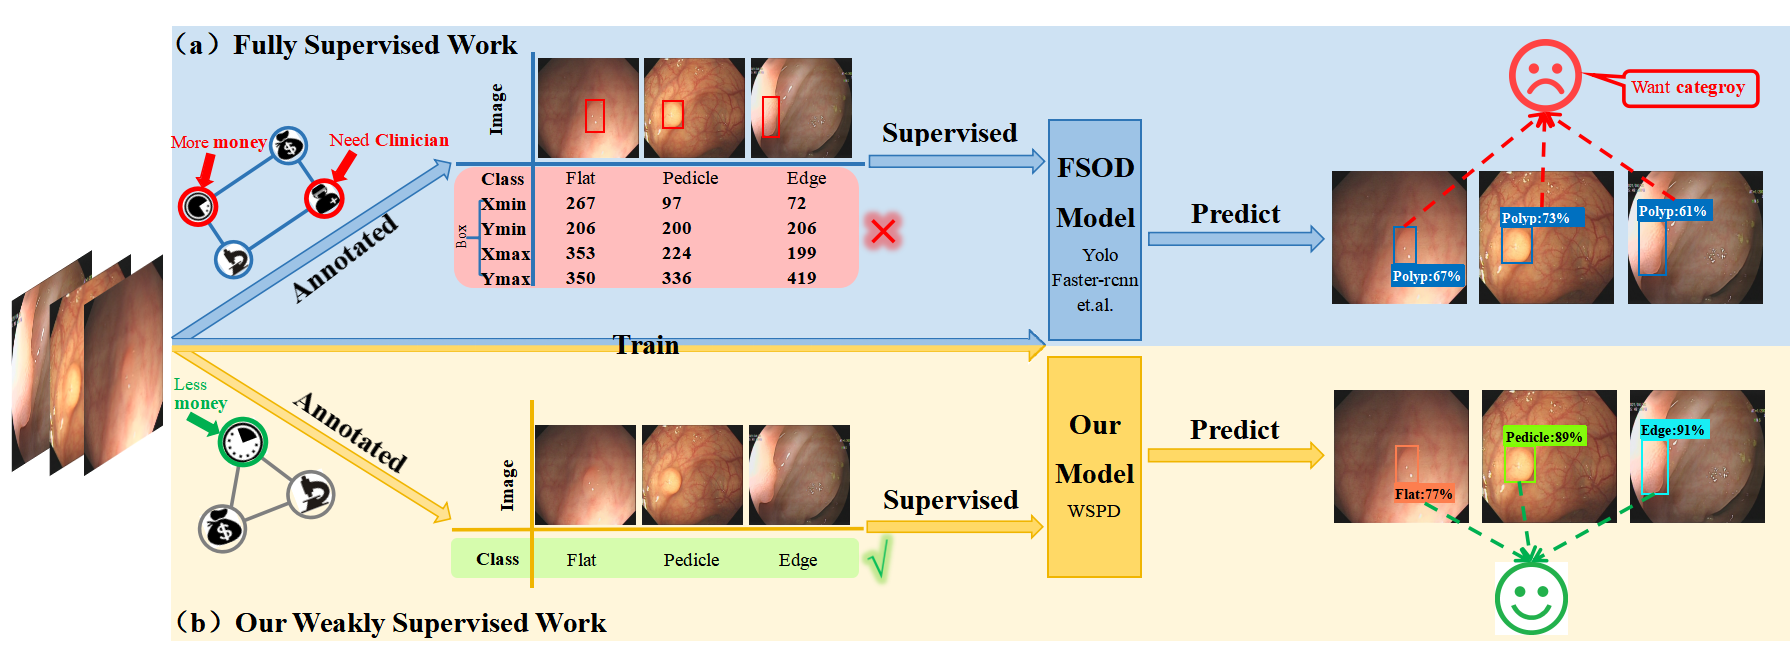 （a）Fully Supervised Work
More money
Need Clinician
Annotated
Image
Class Flat Pedicle Edge
Box
Xmin 267 97 72
Ymin 206 200 206
Xmax 353 224 199
Ymax 350 336 419
Supervised
FSOD
Model
Yolo
Faster-rcnn
et.al.
Predict
Want categroy
Polyp:67%
Polyp:73%
Polyp:61%
Train
Less
money
Annotated
Image
Class Flat Pedicle Edge
Supervised
Our
Model
WSPD
Predict
Flat:77%
Pedicle:89%
Edge:91%
（b）Our Weakly Supervised Work